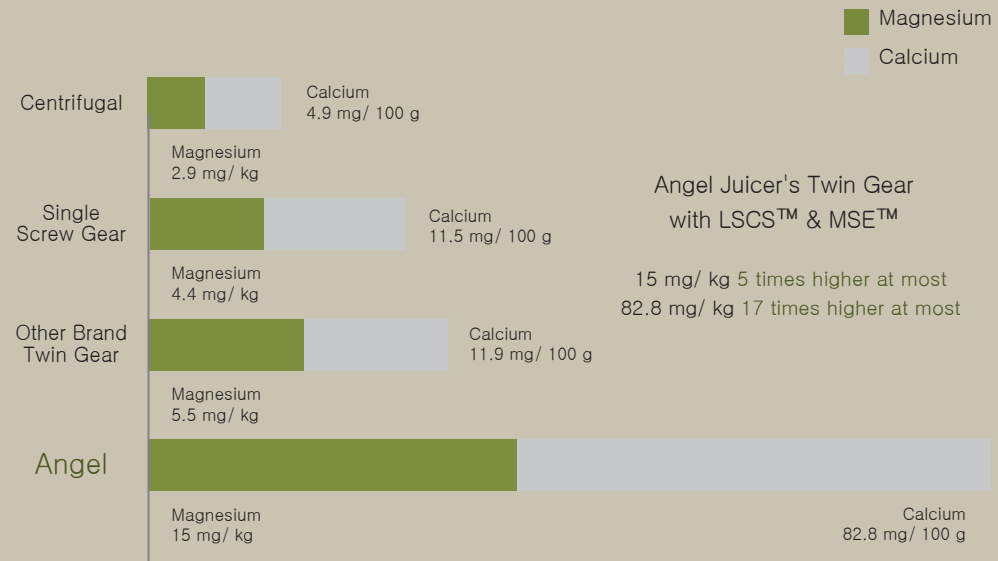 Magnesium
Calcium
Centrifugal
Calcium
4.9 mg/ 100 g
Magnesium
2.9 mg/ kg
Single
Screw Gear
Calcium
11.5 mg/ 100 g
Magnesium
4.4 mg/ kg
Angel Juicer's Twin Gear
with LSCS™ & MSE™
15 mg/ kg 5 times higher at most
82.8 mg/ kg 17 times higher at most
Other Brand
Twin Gear
Calcium
11.9 mg/ 100 g
Magnesium
5.5 mg/ kg
Angel
Magnesium
15 mg/ kg
Calcium
82.8 mg/ 100 g